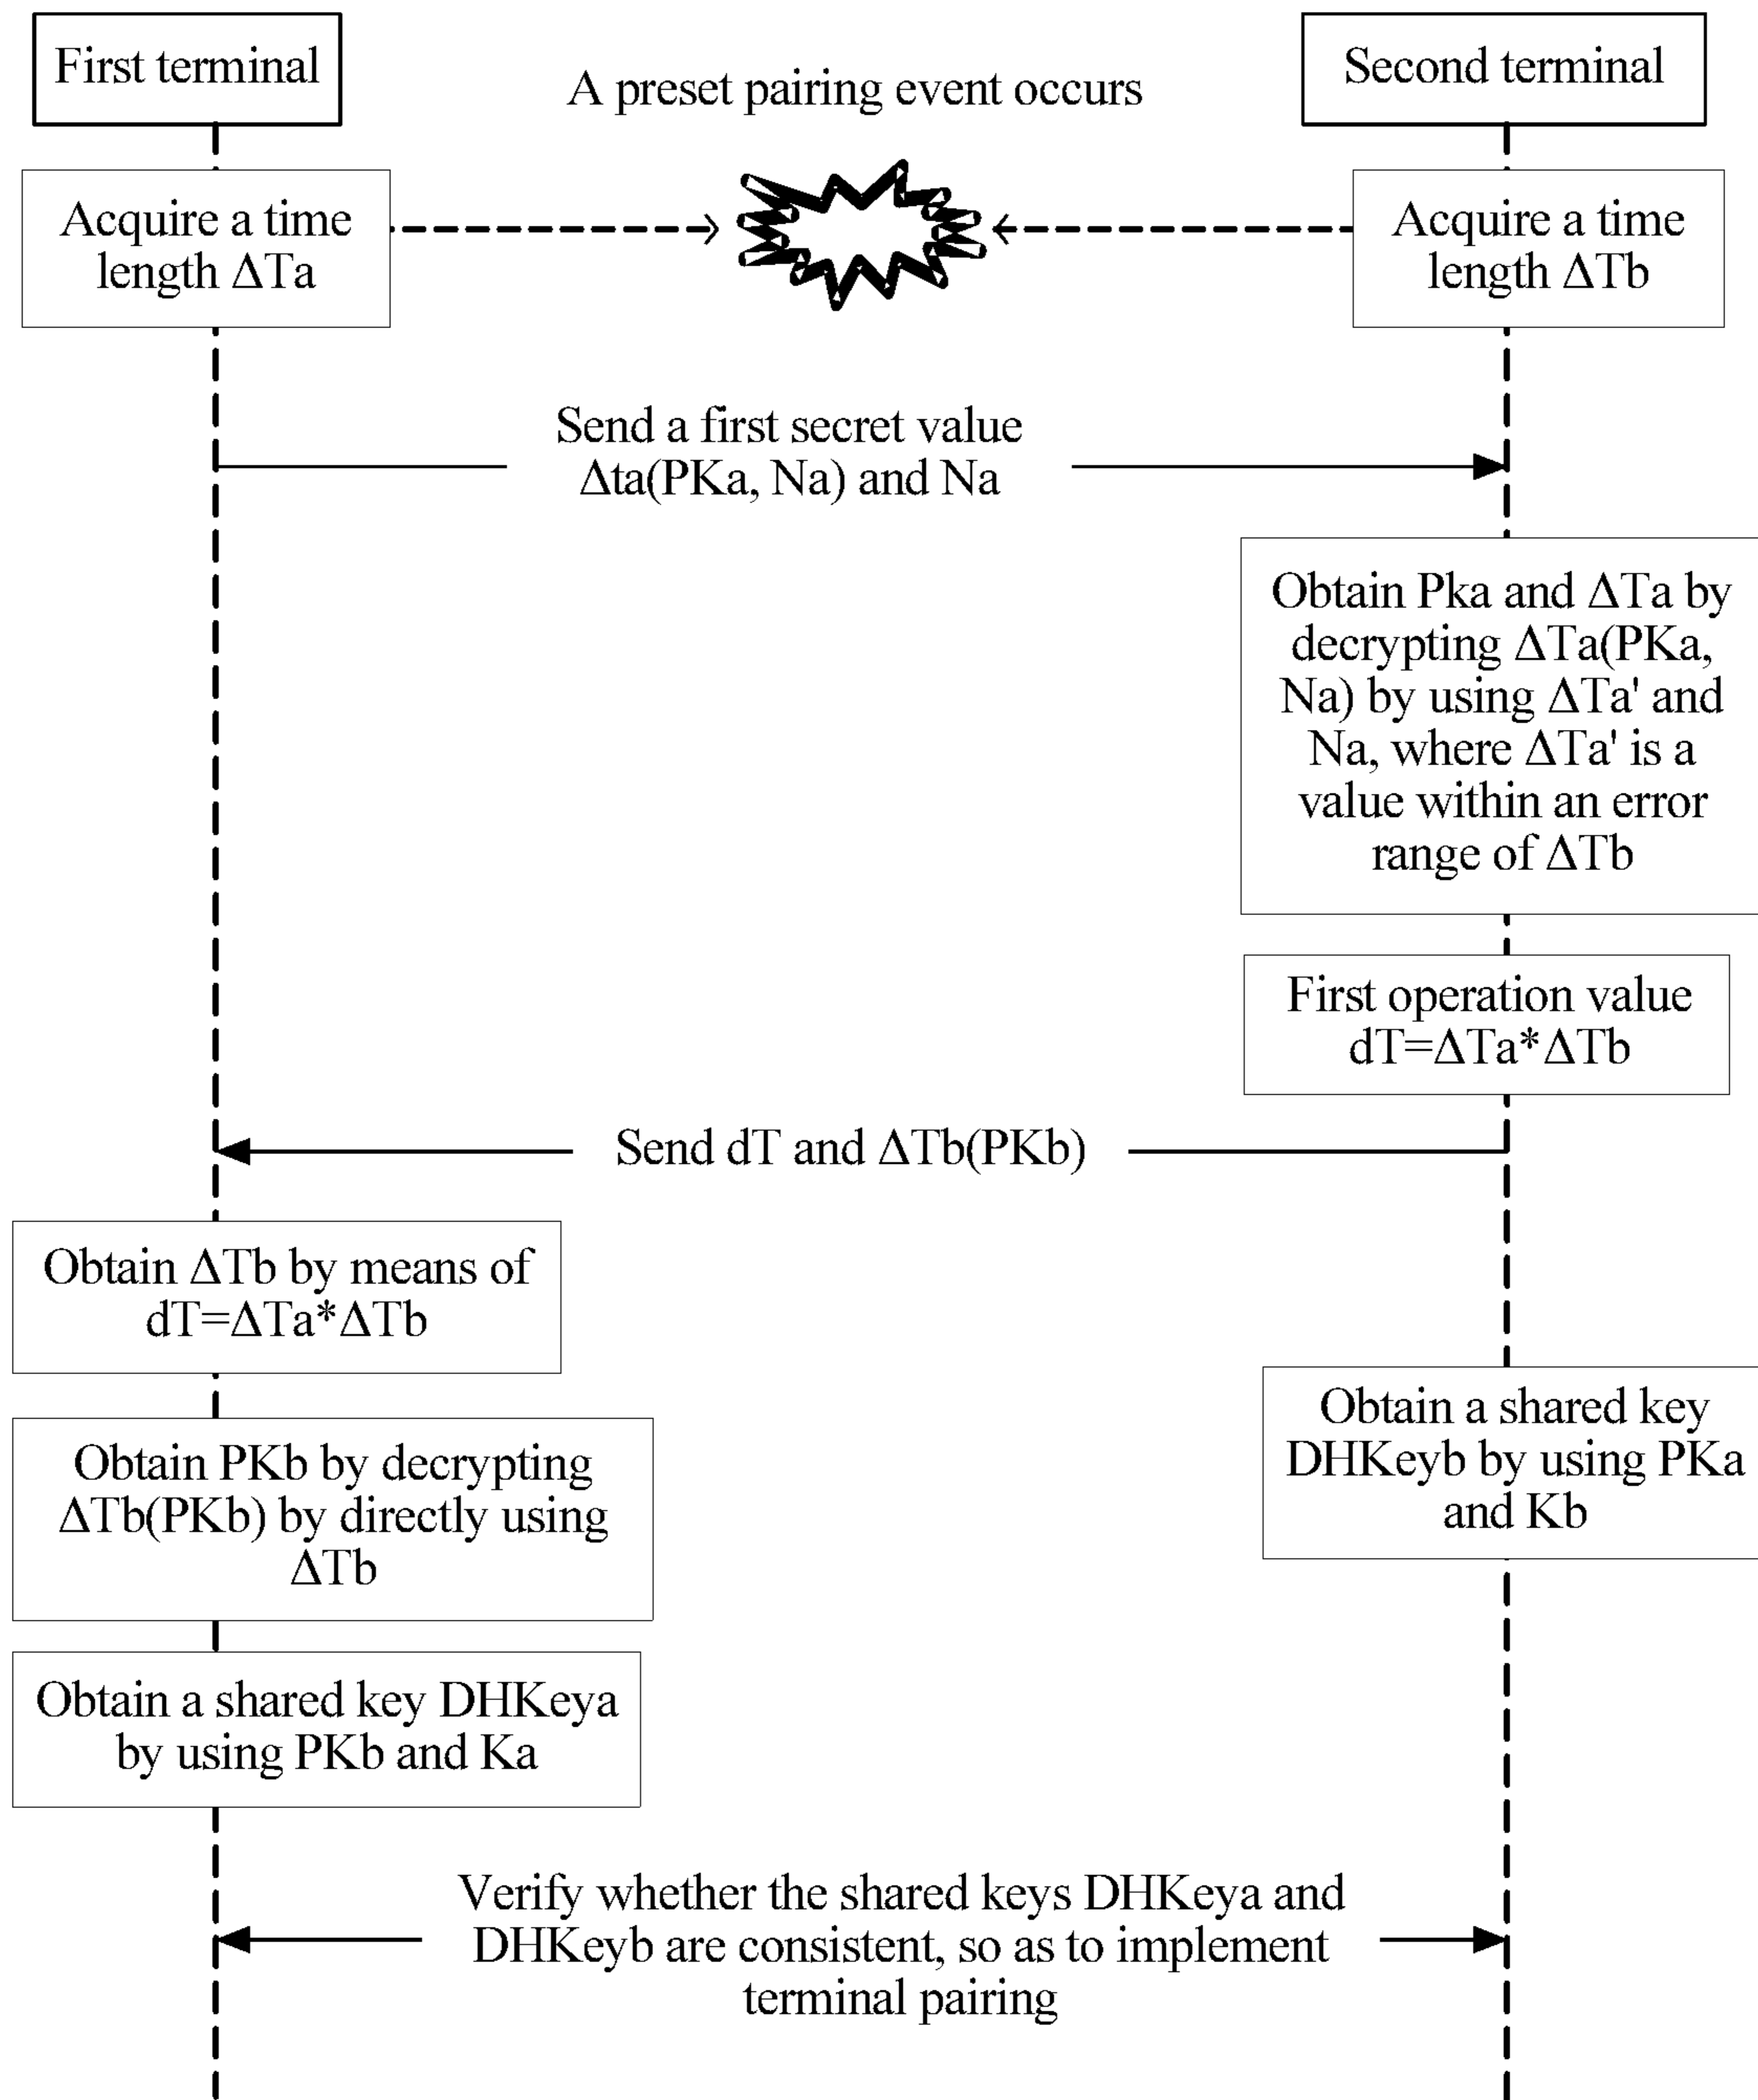 First terminal
A preset pairing event occurs
Second terminal
Acquire a time
length ΔTa
Acquire a time
length ΔTb
Send a first secret value
Δta(PKa, Na) and Na
Obtain Pka and ΔTa by
decrypting ΔTa(PKa,
Na) by using ΔTa' and
Na, where ΔTa' is a
value within an error
range of ΔTb
First operation value
dT=ΔTa*ΔTb
Send dT and ΔTb(PKb)
Obtain ΔTb by means of
dT=ΔTa*ΔTb
Obtain a shared key
DHKeyb by using PKa
and Kb
Obtain PKb by decrypting
ΔTb(PKb) by directly using
ΔTb
Obtain a shared key DHKeya
by using PKb and Ka
Verify whether the shared keys DHKeya and
DHKeyb are consistent, so as to implement
terminal pairing